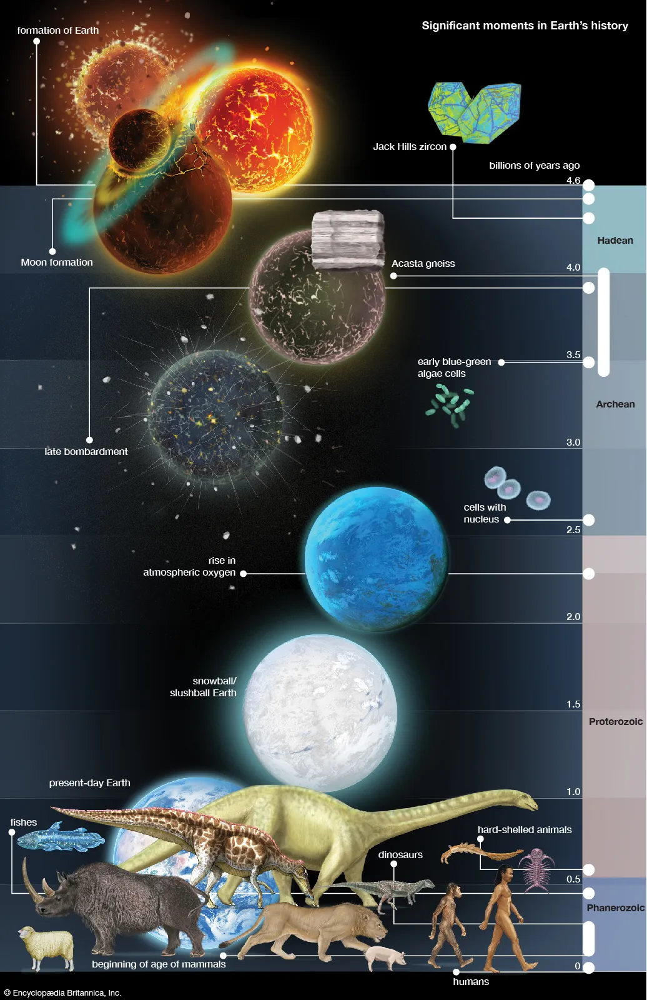 Significant moments in Earth's history
formation of Earth
Jack Hills zircon
billions of years ago
4.6
Hadean
Moon formation
Acasta gneiss
4.0
3.5
early blue-green
algae cells
Archean
3.0
late bombardment
cells with
nucleus
2.5
rise in
atmospheric oxygen
2.0
snowball/
slushball Earth
1.5
Proterozoic
present-day Earth
1.0
fishes
hard-shelled animals
dinosaurs
0.5
Phanerozoic
beginning of age of mammals
0
humans
© Encyclopædia Britannica, Inc.